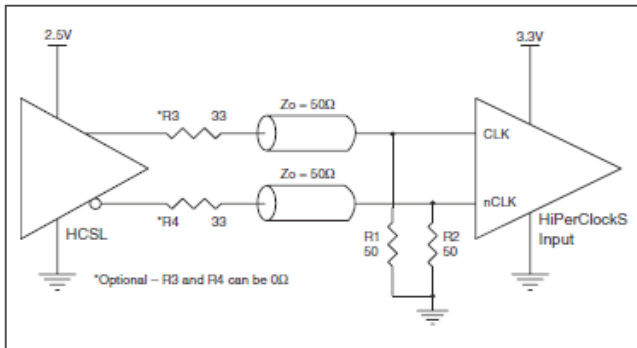 2.5V
3.3V
*R3 33
Zo = 50Ω
CLK
*R4 33
Zo = 50Ω
nCLK
HCSL
R1
50
R2
50
HiPerClockS
Input
*Optional – R3 and R4 can be 0Ω